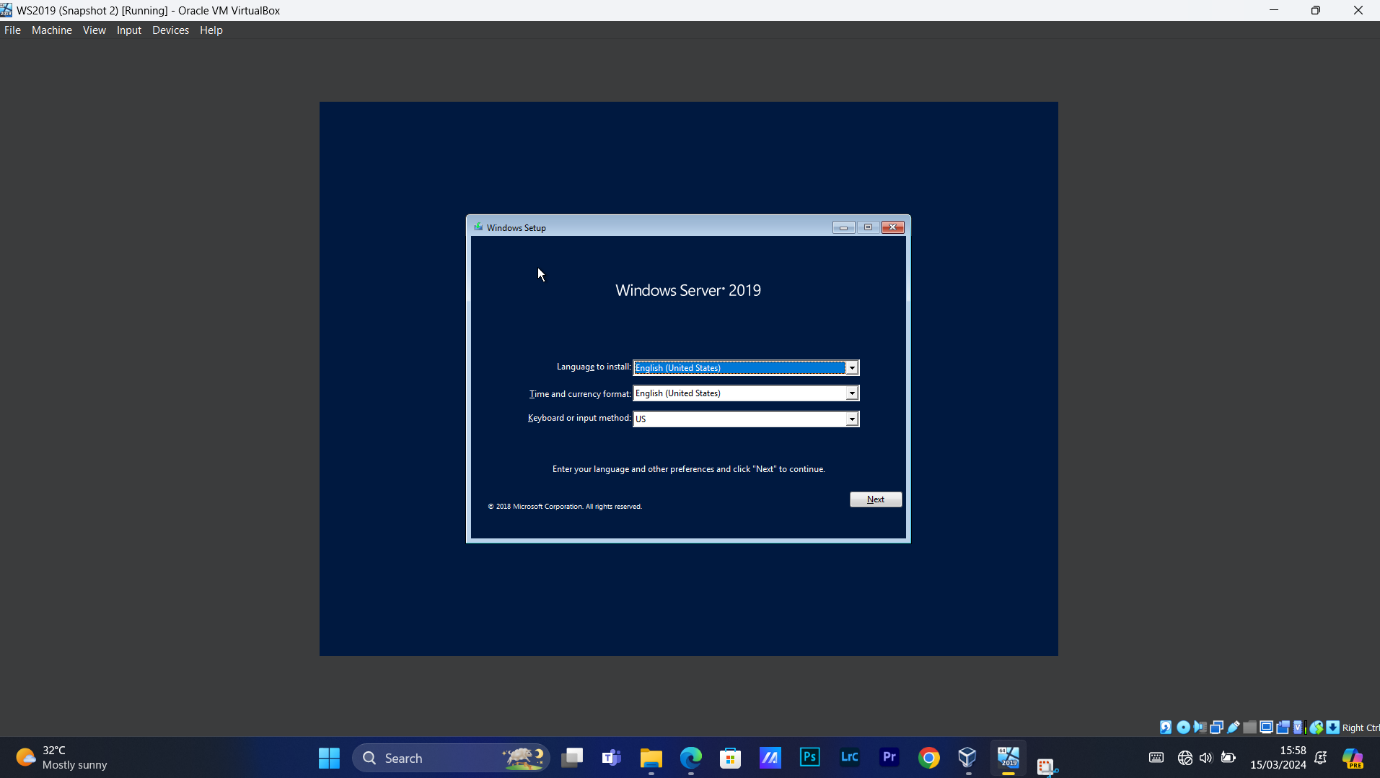 WS2019 (Snapshot 2) [Running] - Oracle VM VirtualBox
File Machine View Input Devices Help
Windows Setup
Windows Server® 2019
Language to install: English (United States)
Time and currency format: English (United States)
Keyboard or input method: US
Enter your language and other preferences and click "Next" to continue.
Next
© 2018 Microsoft Corporation. All rights reserved.
Right Ctrl
32°C
Mostly sunny
Search
Ps
LrC
Pr
2019
15:58
15/03/2024
PRE